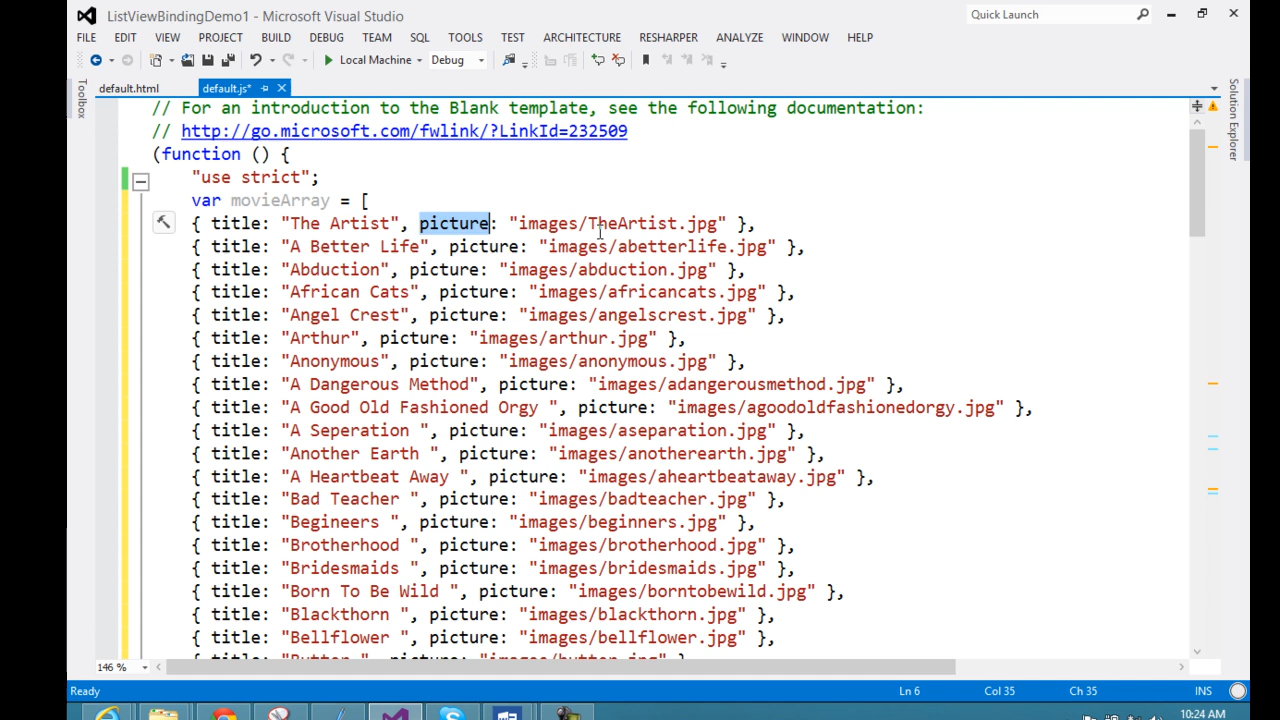 ListViewBindingDemo1 - Microsoft Visual Studio
Quick Launch
FILE EDIT VIEW PROJECT BUILD DEBUG TEAM SQL TOOLS TEST ARCHITECTURE RESHARPER ANALYZE WINDOW HELP
Local Machine Debug
default.html default.js*
Toolbox
Solution Explorer
// For an introduction to the Blank template, see the following documentation:
// http://go.microsoft.com/fwlink/?LinkId=232509
(function () {
"use strict";
var movieArray = [
{ title: "The Artist", picture: "images/TheArtist.jpg" },
{ title: "A Better Life", picture: "images/abetterlife.jpg" },
{ title: "Abduction", picture: "images/abduction.jpg" },
{ title: "African Cats", picture: "images/africancats.jpg" },
{ title: "Angel Crest", picture: "images/angelscrest.jpg" },
{ title: "Arthur", picture: "images/arthur.jpg" },
{ title: "Anonymous", picture: "images/anonymous.jpg" },
{ title: "A Dangerous Method", picture: "images/adangerousmethod.jpg" },
{ title: "A Good Old Fashioned Orgy ", picture: "images/agoodoldfashionedorgy.jpg" },
{ title: "A Seperation ", picture: "images/aseparation.jpg" },
{ title: "Another Earth ", picture: "images/anotherearth.jpg" },
{ title: "A Heartbeat Away ", picture: "images/aheartbeataway.jpg" },
{ title: "Bad Teacher ", picture: "images/badteacher.jpg" },
{ title: "Begineers ", picture: "images/beginners.jpg" },
{ title: "Brotherhood ", picture: "images/brotherhood.jpg" },
{ title: "Bridesmaids ", picture: "images/bridesmaids.jpg" },
{ title: "Born To Be Wild ", picture: "images/borntobewild.jpg" },
{ title: "Blackthorn ", picture: "images/blackthorn.jpg" },
{ title: "Bellflower ", picture: "images/bellflower.jpg" },
146 %
Ready Ln 6 Col 35 Ch 35 INS
10:24 AM